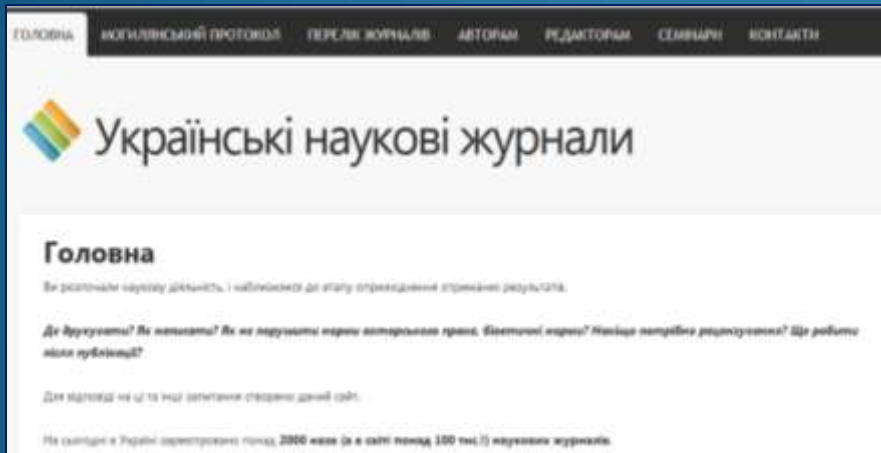 ГОЛОВНА МОГИЛЯНСЬКИЙ ПРОТОКОЛ ПЕРЕЛІК ЖУРНАЛІВ АВТОРАМ РЕДАКТОРАМ СЕМІНАРИ КОНТАКТИ
Українські наукові журнали
Головна
Ви розпочали наукову діяльність, і наблизилися до етапу оприлюднення отриманих результатів.
Де друкувати? Як написати? Як не порушити норми авторського права, біоетичні норми? Навіщо потрібне рецензування? Що робити
після публікації?
Для відповіді на ці та інші запитання створено даний сайт.
На сьогодні в Україні зареєстровано понад 2000 назв (а в світі понад 100 тис.!) наукових журналів.